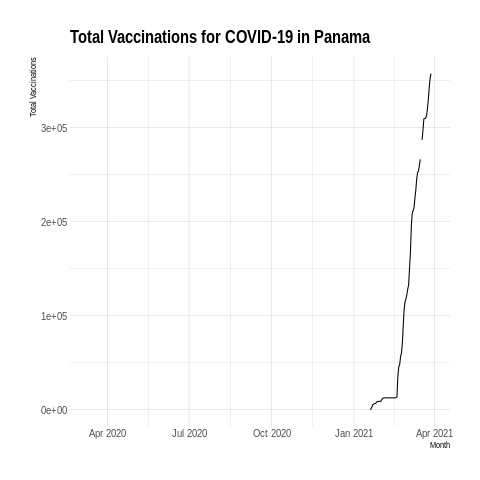 Total Vaccinations for COVID-19 in Panama
Total Vaccinations
3e+05
2e+05
1e+05
0e+00
Apr 2020 Jul 2020 Oct 2020 Jan 2021 Apr 2021
Month